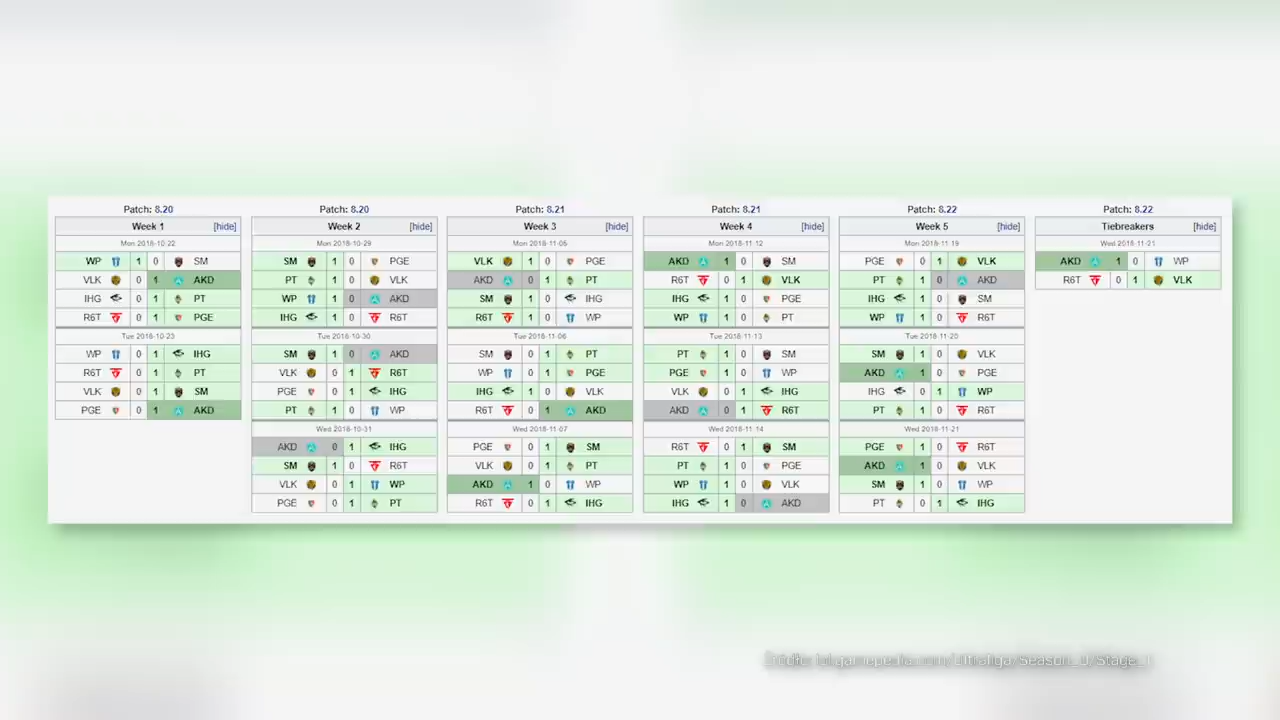 Patch: 8.20
Week 1 [hide]
Mon 2018-10-22
WP 1 0 SM
VLK 0 1 AKD
IHG 0 1 PT
R6T 0 1 PGE
Tue 2018-10-23
WP 0 1 IHG
R6T 0 1 PT
VLK 0 1 SM
PGE 0 1 AKD
Patch: 8.20
Week 2 [hide]
Mon 2018-10-29
SM 1 0 PGE
PT 1 0 VLK
WP 1 0 AKD
IHG 1 0 R6T
Tue 2018-10-30
SM 1 0 AKD
VLK 0 1 R6T
PGE 0 1 IHG
PT 1 0 WP
Wed 2018-10-31
AKD 0 1 IHG
SM 1 0 R6T
VLK 0 1 WP
PGE 0 1 PT
Patch: 8.21
Week 3 [hide]
Mon 2018-11-05
VLK 1 0 PGE
AKD 0 1 PT
SM 1 0 IHG
R6T 1 0 WP
Tue 2018-11-06
SM 0 1 PT
WP 0 1 PGE
IHG 1 0 VLK
R6T 0 1 AKD
Wed 2018-11-07
PGE 0 1 SM
VLK 0 1 PT
AKD 1 0 WP
R6T 0 1 IHG
Patch: 8.21
Week 4 [hide]
Mon 2018-11-12
AKD 1 0 SM
R6T 0 1 VLK
IHG 1 0 PGE
WP 1 0 PT
Tue 2018-11-13
PT 1 0 SM
PGE 1 0 WP
VLK 0 1 IHG
AKD 0 1 R6T
Wed 2018-11-14
R6T 0 1 SM
PT 1 0 PGE
WP 1 0 VLK
IHG 1 0 AKD
Patch: 8.22
Week 5 [hide]
Mon 2018-11-19
PGE 0 1 VLK
PT 1 0 AKD
IHG 1 0 SM
WP 1 0 R6T
Tue 2018-11-20
SM 1 0 VLK
AKD 1 0 PGE
IHG 0 1 WP
PT 1 0 R6T
Wed 2018-11-21
PGE 1 0 R6T
AKD 1 0 VLK
SM 1 0 WP
PT 0 1 IHG
Patch: 8.22
Tiebreakers [hide]
Wed 2018-11-21
AKD 1 0 WP
R6T 0 1 VLK